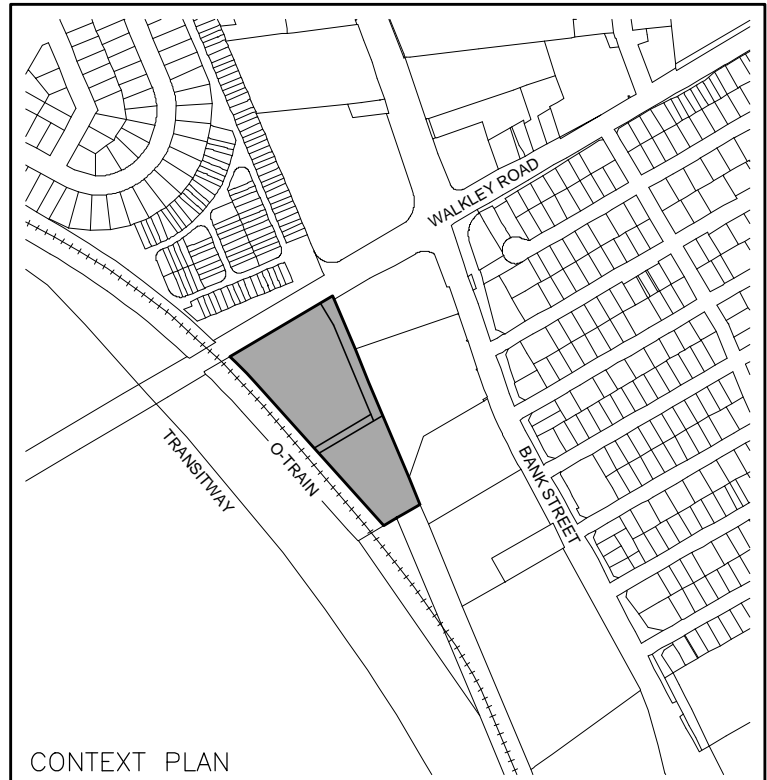 WALKLEY ROAD
TRANSITWAY
O-TRAIN
BANK STREET
CONTEXT PLAN